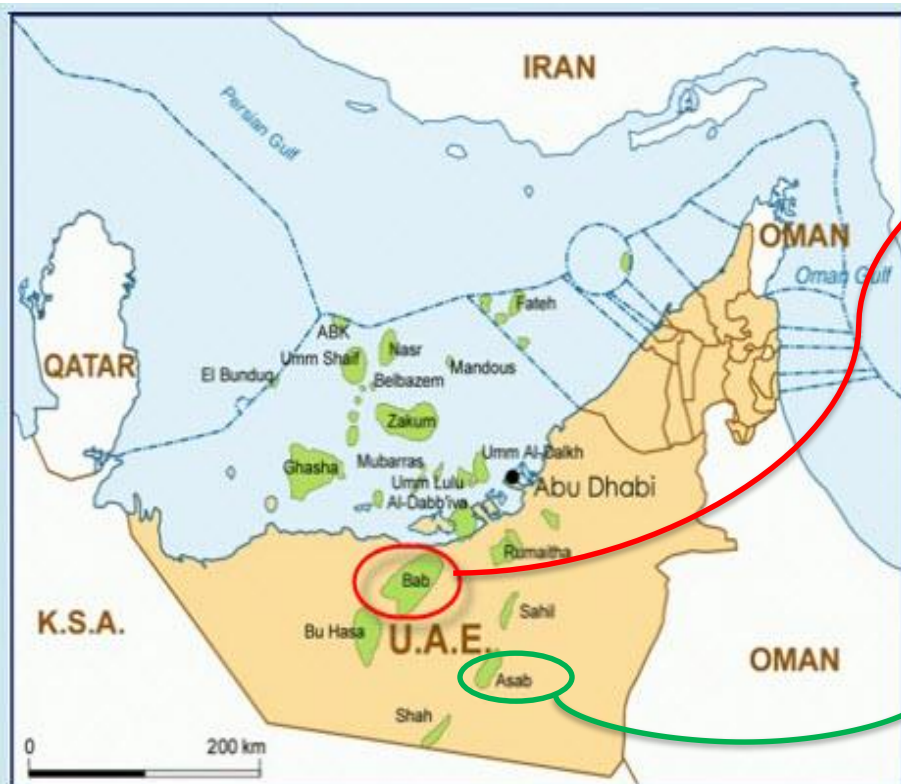 IRAN
Persian Gulf
OMAN
Oman Gulf
QATAR
ABK
Fateh
Umm Shaif
Nasr
El Bunduq
Belbazem
Mandous
Zakum
Ghasha
Mubarras
Umm Al-Dalkh
Umm Lulu
Abu Dhabi
Al-Dabb'iya
Rumaitha
Bab
K.S.A.
Bu Hasa
U.A.E.
Sahil
OMAN
Asab
Shah
0 200 km